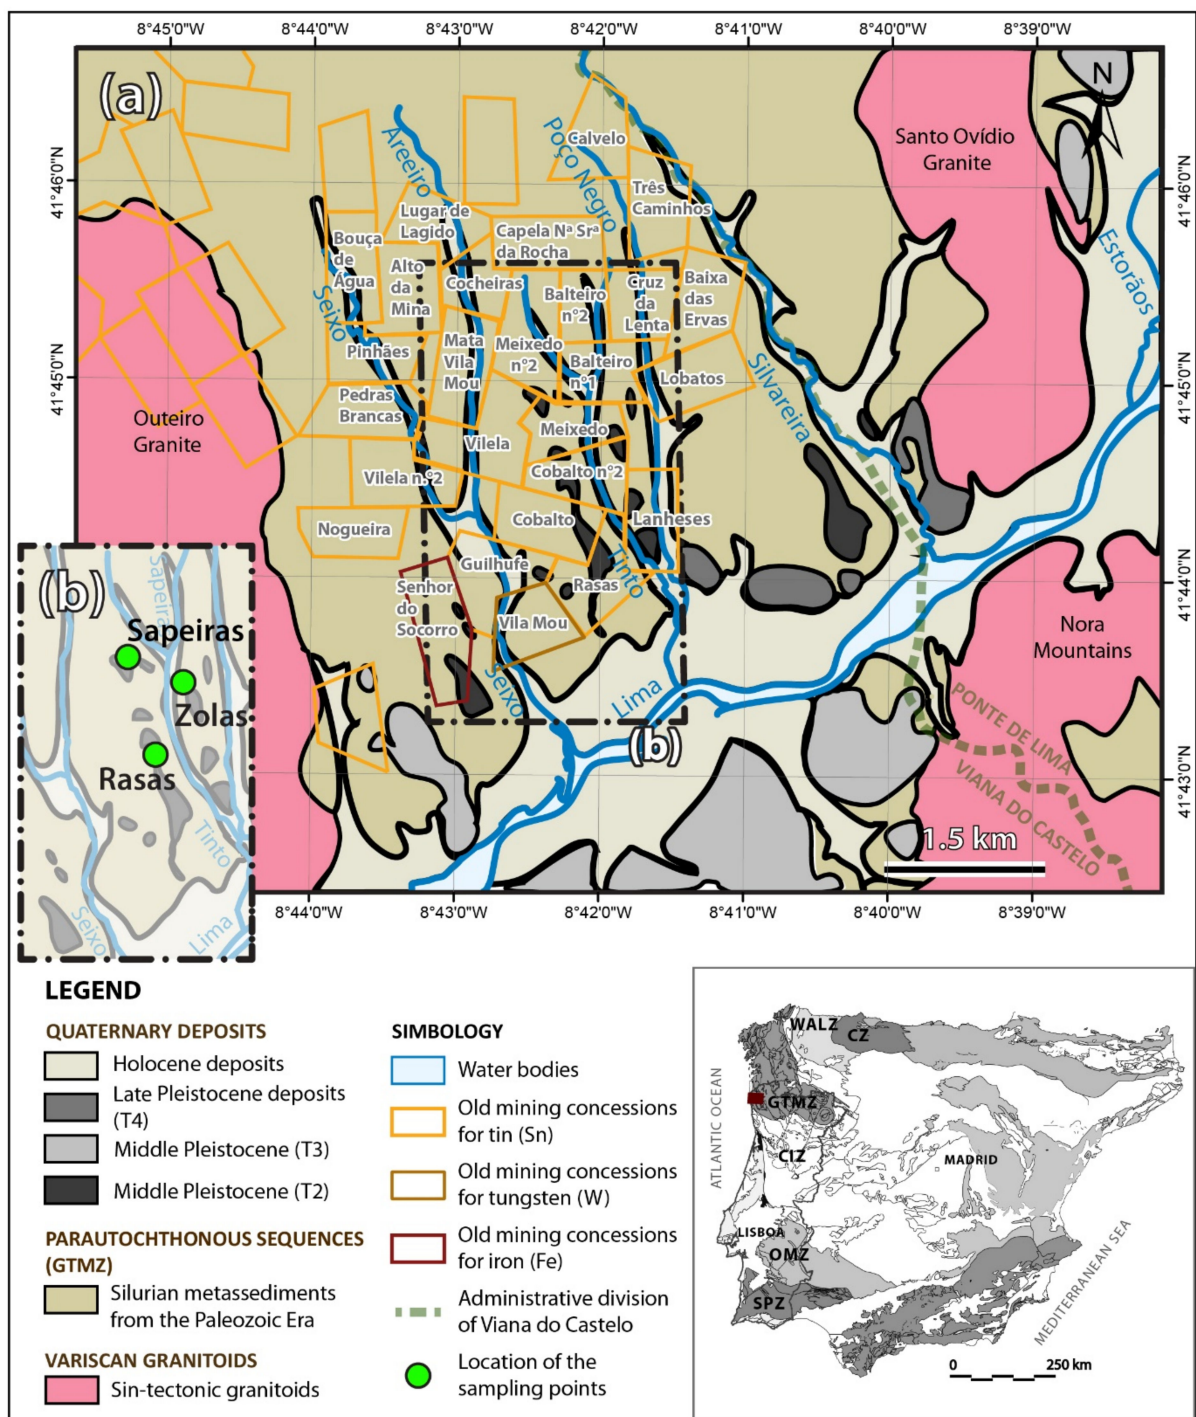 8°45'0"W
8°44'0"W
8°43'0"W
8°42'0"W
8°41'0"W
8°40'0"W
8°39'0"W
(a)
N
41°46'0"N
41°46'0"N
41°45'0"N
41°45'0"N
41°44'0"N
41°43'0"N
Areeiro
Poço Negro
Calvelo
Santo Ovídio
Granite
Três
Caminhos
Lugar de
Lagido
Capela Nª Srª
da Rocha
Estorãos
Bouça
de
Água
Alto
da
Mina
Cocheiras
Balteiro
nº2
Cruz
da
Lenta
Baixa
das
Ervas
Seixo
Pinhães
Mata
Vila
Mou
Meixedo
nº2
Balteiro
nº1
Lobatos
Silvareira
Pedras
Brancas
Outeiro
Granite
Vilela
Meixedo
Vilela n.º2
Cobalto nº2
Nogueira
Cobalto
Lanheses
Guilhufe
Tinto
Senhor
do
Socorro
Rasas
Vila Mou
Nora
Mountains
Seixo
Lima
(b)
PONTE DE LIMA
VIANA DO CASTELO
1.5 km
(b)
Sapeira
Sapeiras
Zolas
Rasas
Tinto
Seixo
Lima
8°44'0"W
8°43'0"W
8°42'0"W
8°41'0"W
8°40'0"W
8°39'0"W
LEGEND
QUATERNARY DEPOSITS
Holocene deposits
Late Pleistocene deposits
(T4)
Middle Pleistocene (T3)
Middle Pleistocene (T2)
PARAUTOCHTHONOUS SEQUENCES
(GTMZ)
Silurian metassediments
from the Paleozoic Era
VARISCAN GRANITOIDS
Sin-tectonic granitoids
SIMBOLOGY
Water bodies
Old mining concessions
for tin (Sn)
Old mining concessions
for tungsten (W)
Old mining concessions
for iron (Fe)
Administrative division
of Viana do Castelo
Location of the
sampling points
WALZ
CZ
ATLANTIC OCEAN
GTMZ
CIZ
MADRID
LISBOA
OMZ
SPZ
MEDITERRANEAN SEA
0
250 km